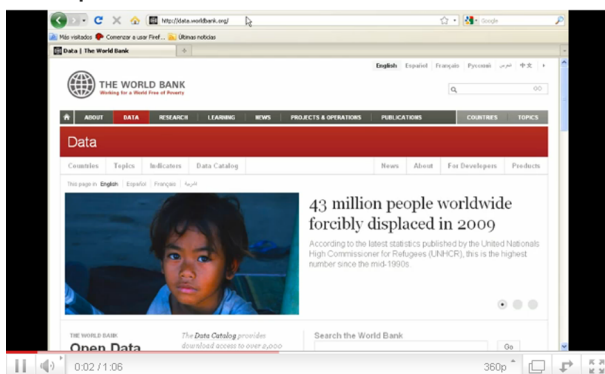 http://data.worldbank.org/
Google
Más visitados Comenzar a usar Firef... Últimas noticias
Data | The World Bank
English Español Français Русский عربي 中文
THE WORLD BANK
Working for a World Free of Poverty
GO
ABOUT DATA RESEARCH LEARNING NEWS PROJECTS & OPERATIONS PUBLICATIONS COUNTRIES TOPICS
Data
Countries Topics Indicators Data Catalog News About For Developers Products
This page in English Español Français العربية
43 million people worldwide
forcibly displaced in 2009
According to the latest statistics published by the United Nationals
High Commissioner for Refugees (UNHCR), this is the highest
number since the mid-1990s.
THE WORLD BANK
Open Data
The Data Catalog provides
download access to over 2,000
Search the World Bank
Go
0:02 / 1:06
360p